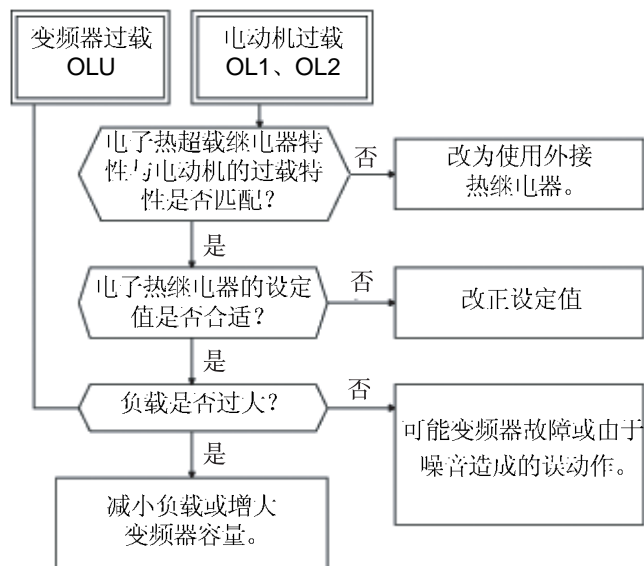 变频器过载
OLU
电动机过载
OL1、OL2
电子热超载继电器特
性与电动机的过载特
性是否匹配？
否
改为使用外接
热继电器。
是
电子热继电器的设定
值是否合适？
否
改正设定值
是
负载是否过大？
否
可能变频器故障或由于
噪音造成的误动作。
是
减小负载或增大
变频器容量。